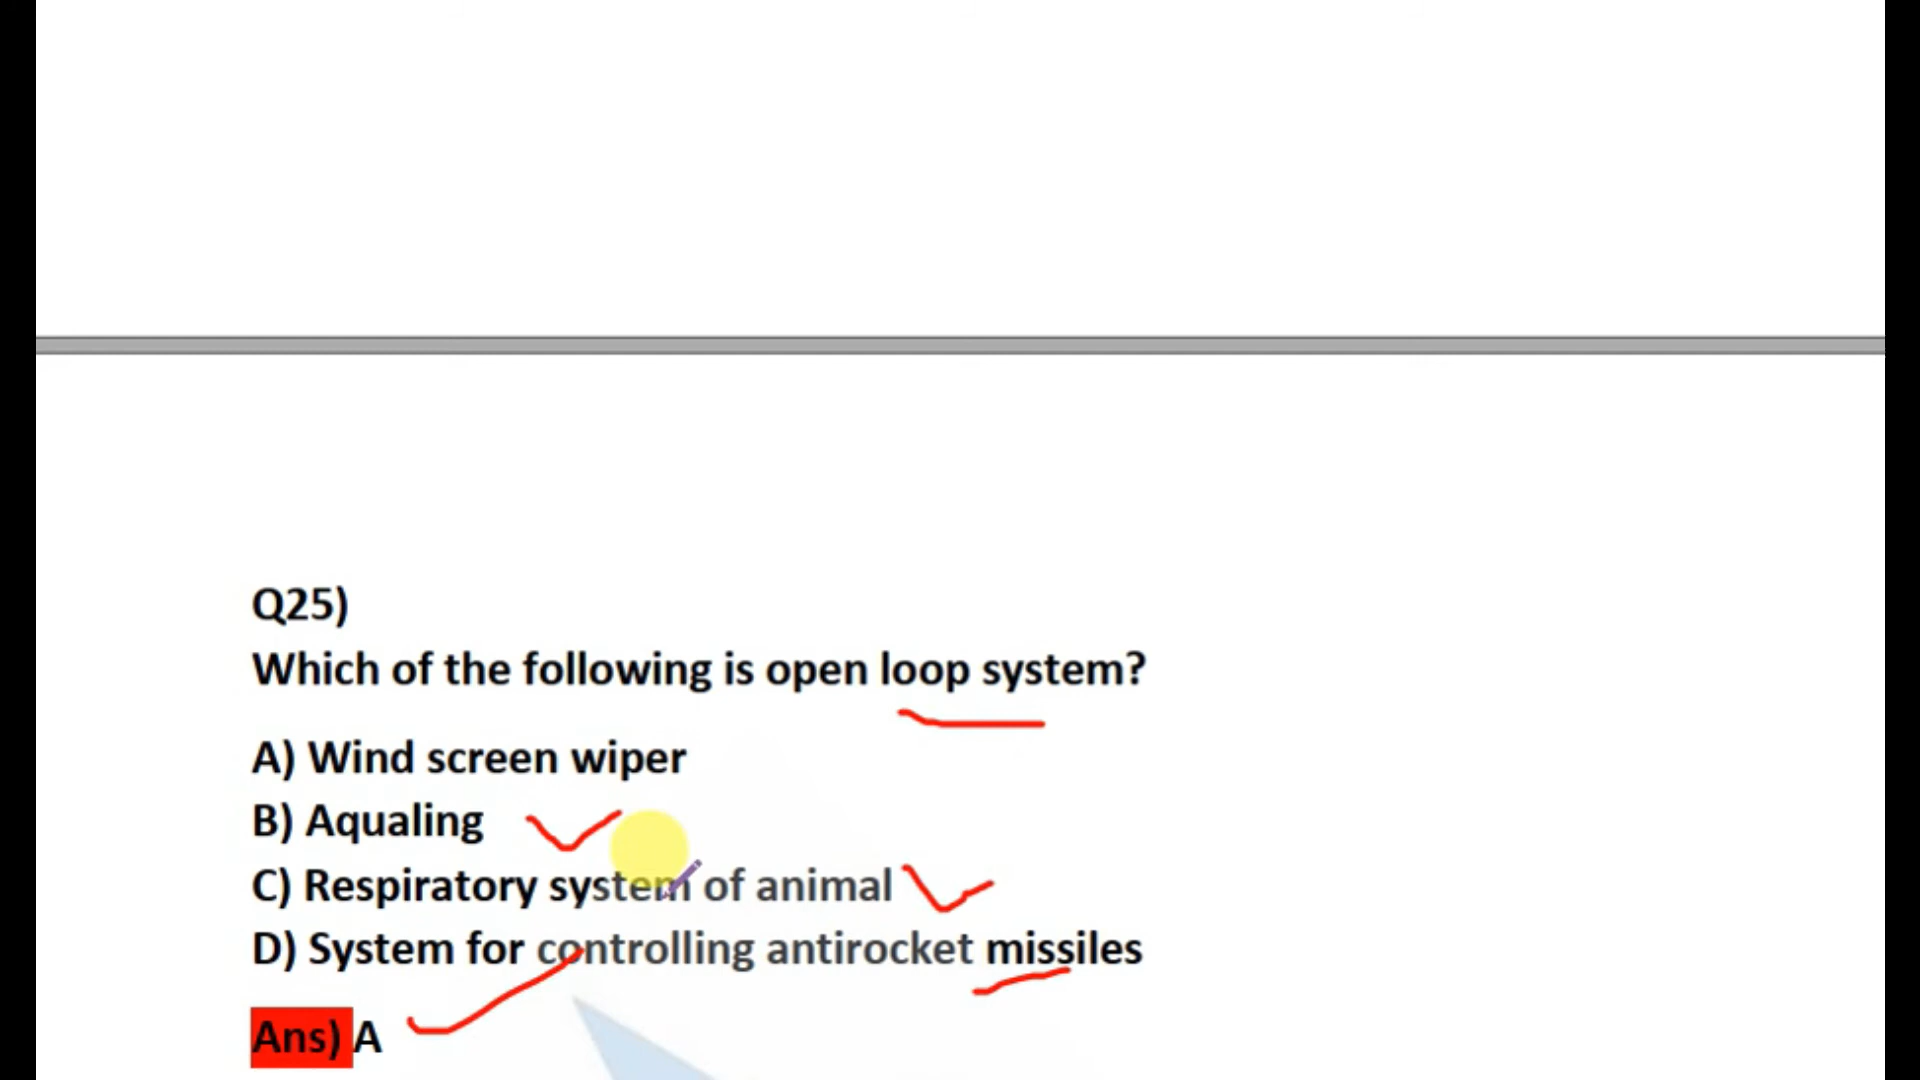 Q25)
Which of the following is open loop system?
A) Wind screen wiper
B) Aqualing
C) Respiratory system of animal
D) System for controlling antirocket missiles
Ans) A